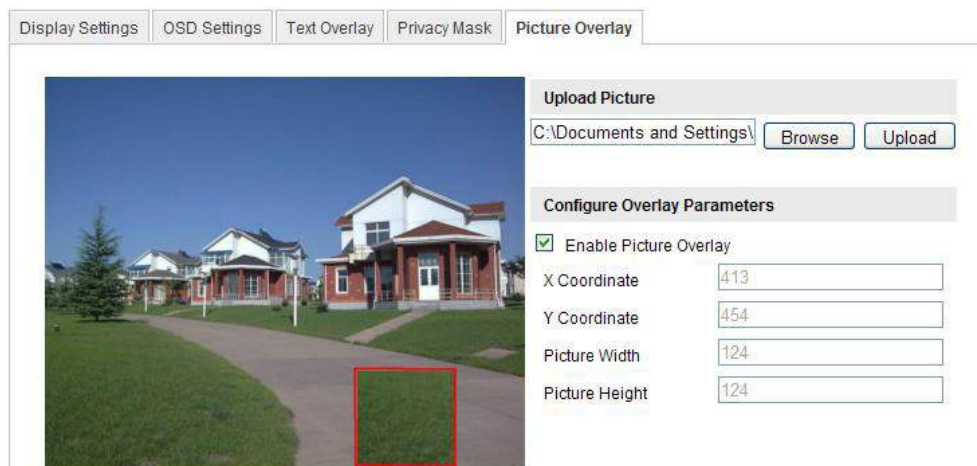 Display Settings OSD Settings Text Overlay Privacy Mask Picture Overlay
Upload Picture
C:\Documents and Settings\ Browse Upload
Configure Overlay Parameters
Enable Picture Overlay
X Coordinate 413
Y Coordinate 454
Picture Width 124
Picture Height 124